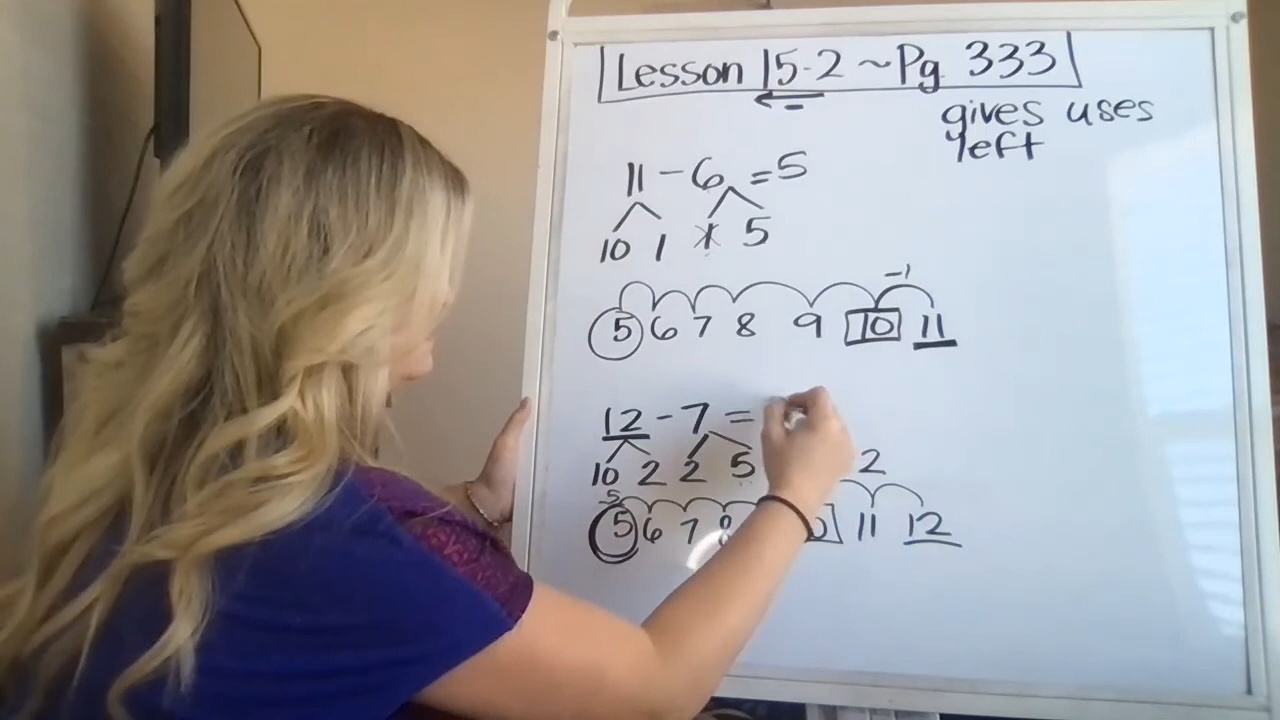 Lesson 15-2 ~ Pg 333
gives uses
left
11 - 6 = 5
10 1 1 5
-1
5 6 7 8 9 10 11
12 - 7 =
10 2 2 5 2
-5
5 6 7 8 11 12